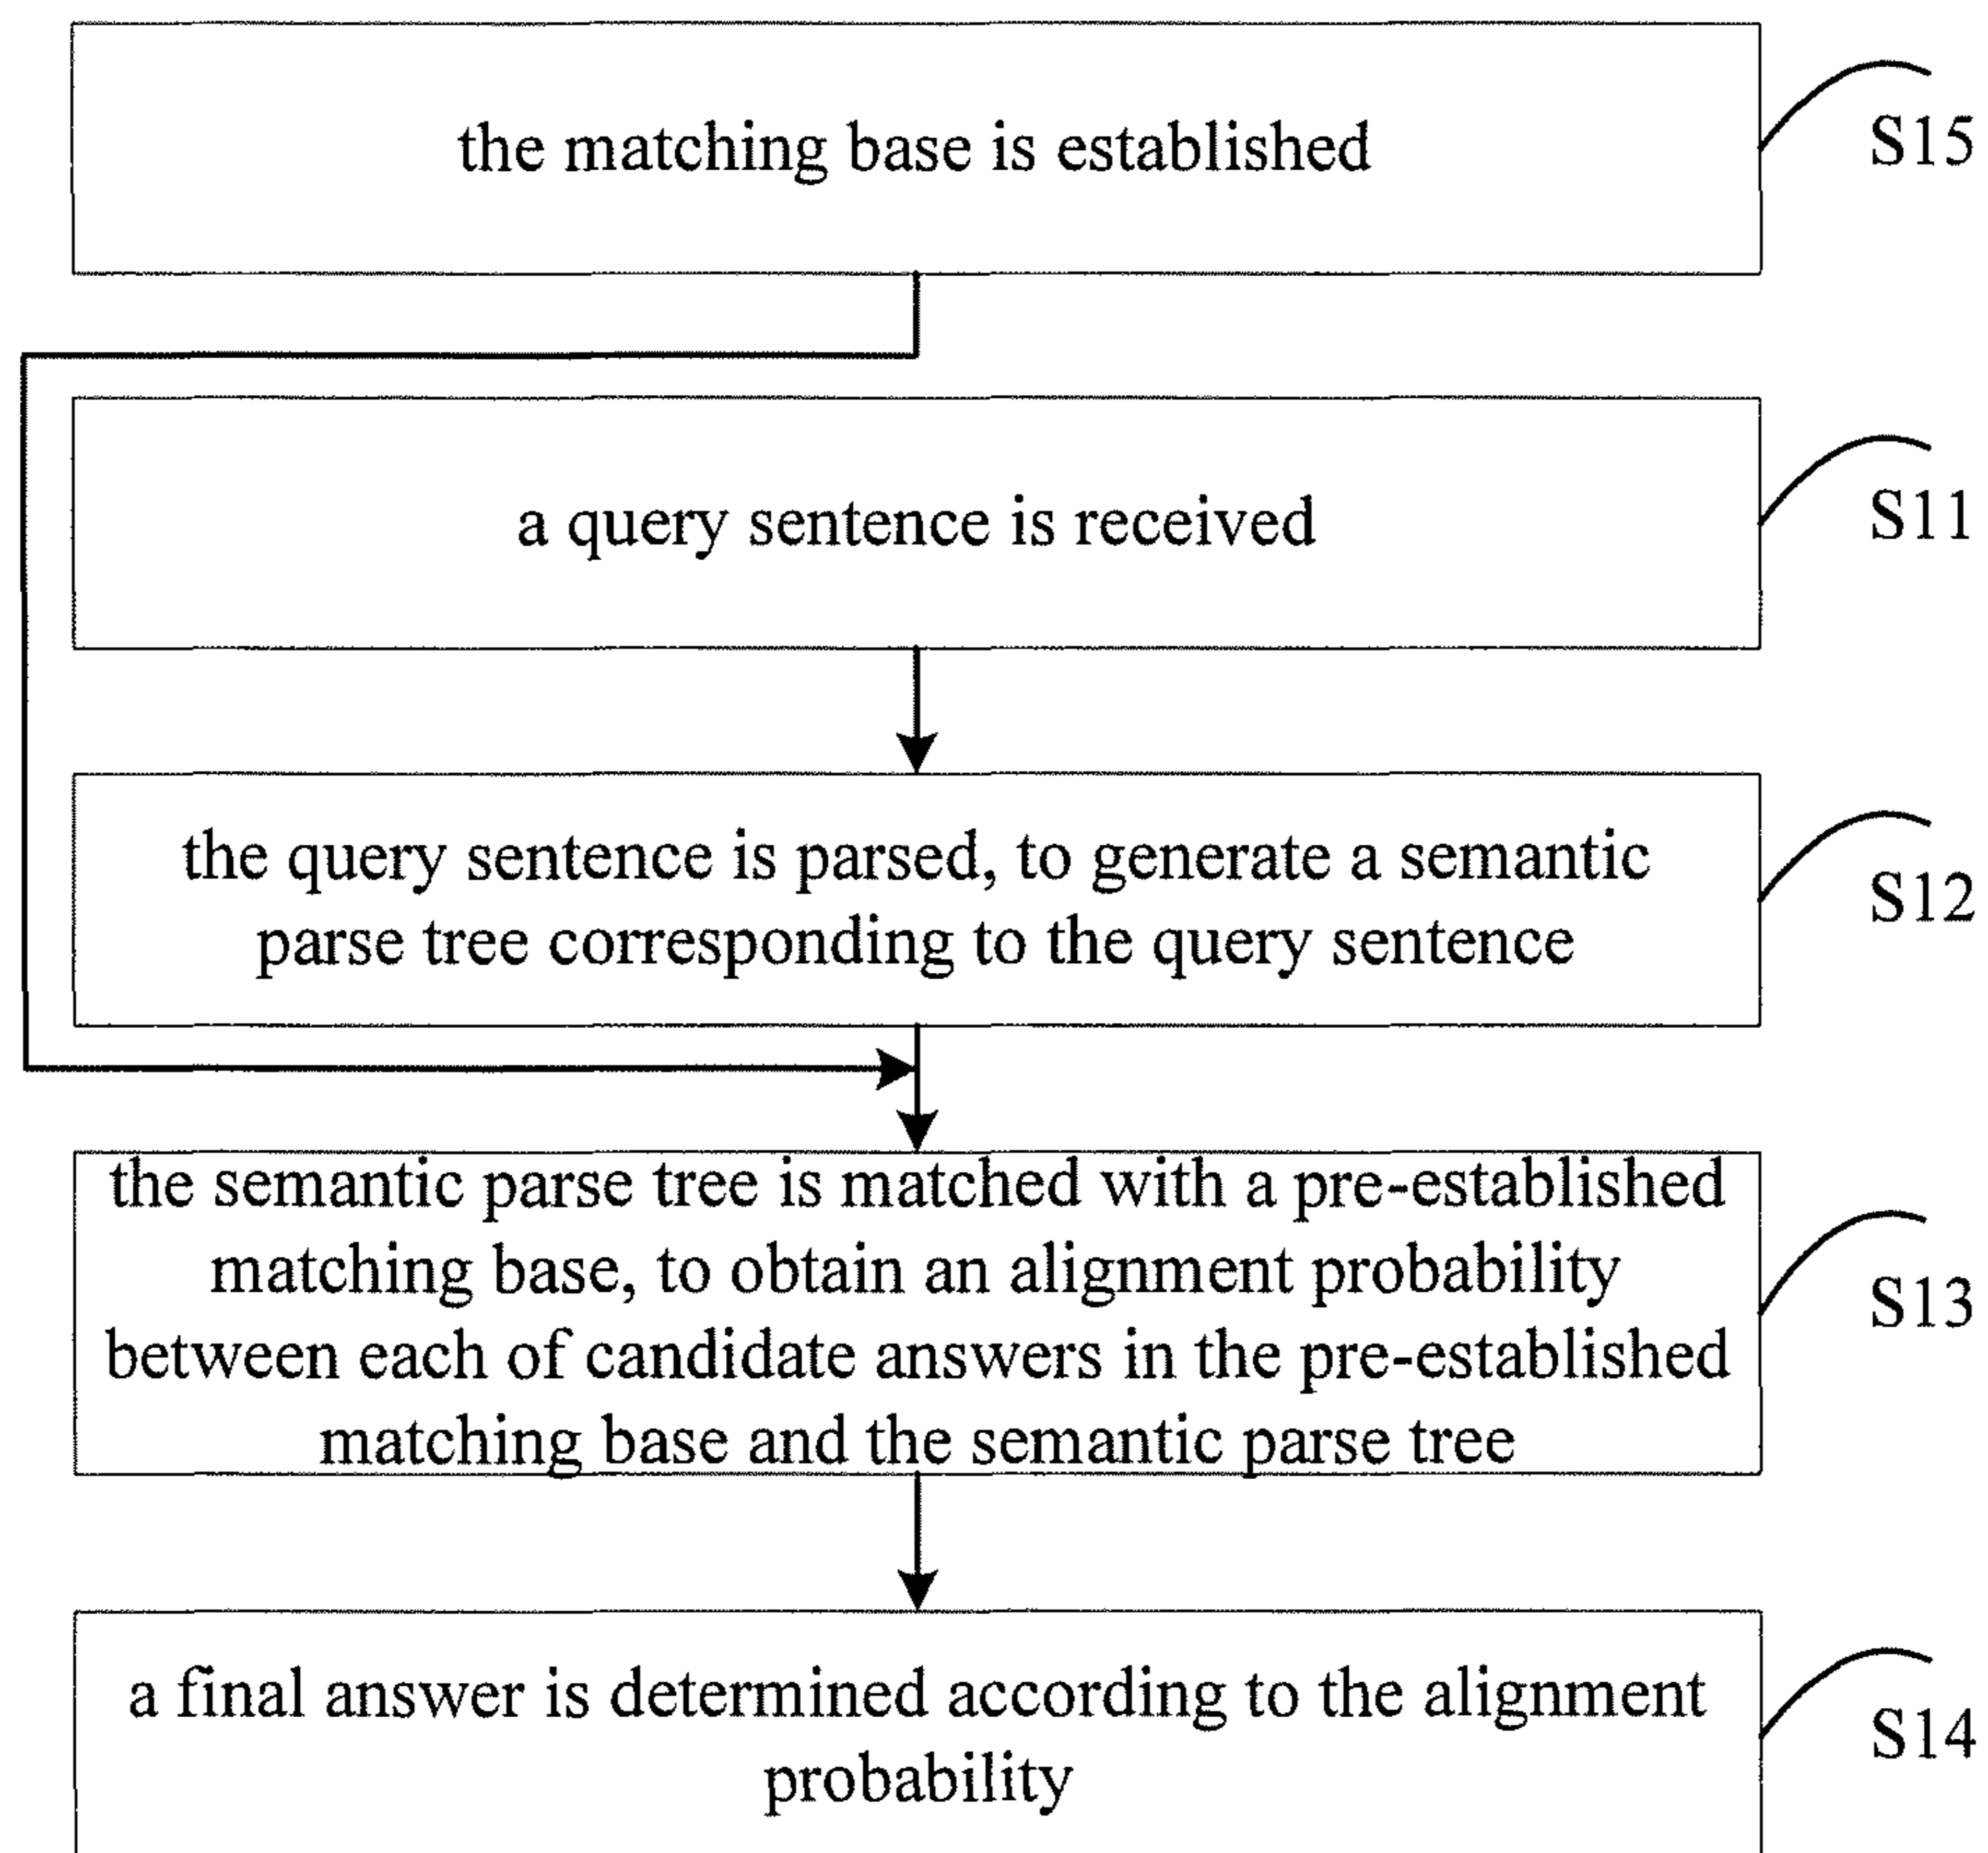 the matching base is established
S15
a query sentence is received
S11
the query sentence is parsed, to generate a semantic
parse tree corresponding to the query sentence
S12
the semantic parse tree is matched with a pre-established
matching base, to obtain an alignment probability
between each of candidate answers in the pre-established
matching base and the semantic parse tree
S13
a final answer is determined according to the alignment
probability
S14